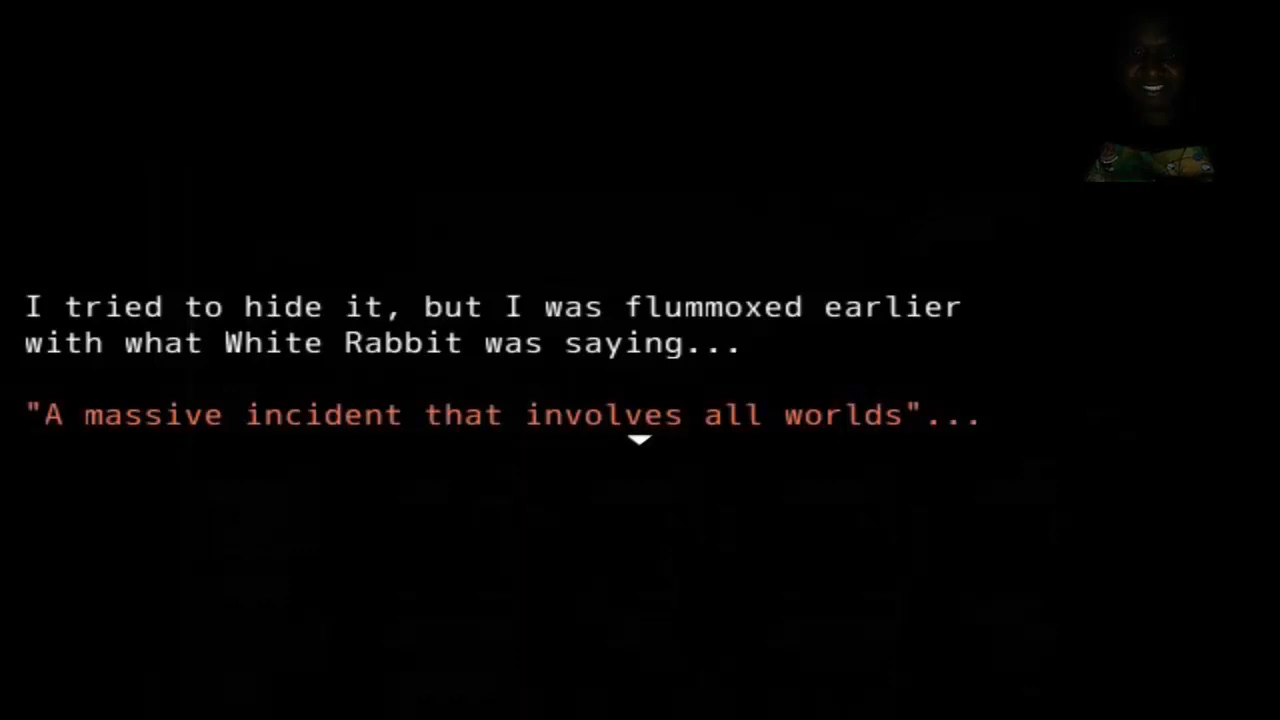 I tried to hide it, but I was flummoxed earlier
with what White Rabbit was saying...
"A massive incident that involves all worlds"...